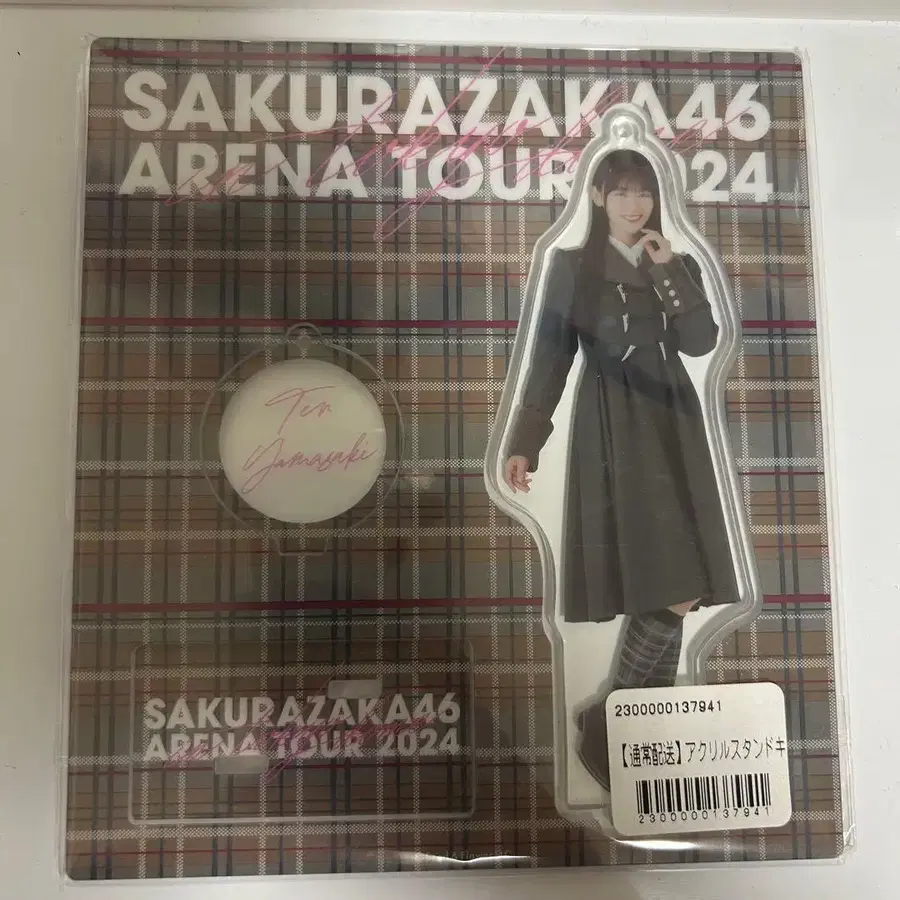 SAKURAZAKA46
ARENA TOUR 2024
Ten
Yamasaki
SAKURAZAKA46
ARENA TOUR 2024
2300000137941
【通常配送】アクリルスタンドキ
2300000137941